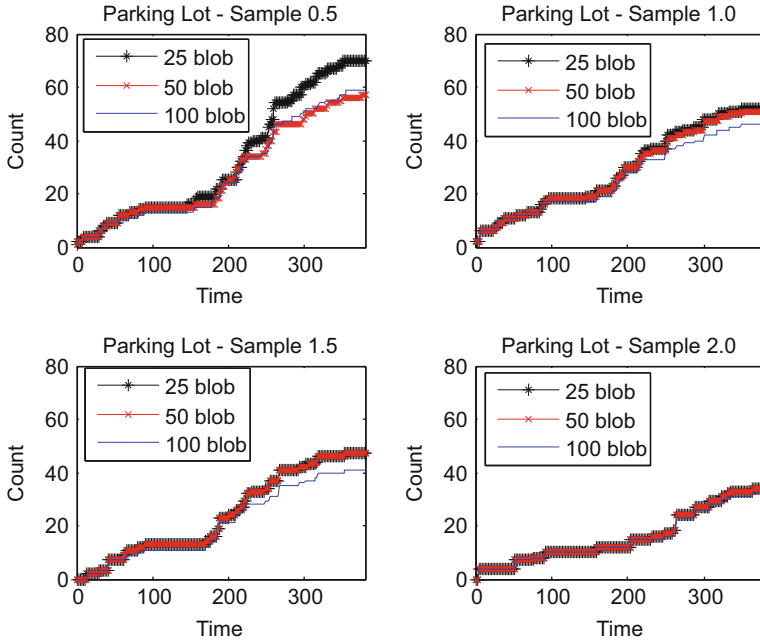 Parking Lot - Sample 0.5
80
60
40
20
0
0 100 200 300
Count
Time
25 blob
50 blob
100 blob
Parking Lot - Sample 1.0
80
60
40
20
0
0 100 200 300
Count
Time
25 blob
50 blob
100 blob
Parking Lot - Sample 1.5
80
60
40
20
0
0 100 200 300
Count
Time
25 blob
50 blob
100 blob
Parking Lot - Sample 2.0
80
60
40
20
0
0 100 200 300
Count
Time
25 blob
50 blob
100 blob